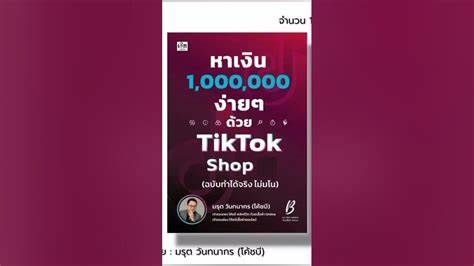 จำนวน 1
หาเงิน
1,000,000
ง่ายๆ
ด้วย
TikTok
Shop
(ฉบับทำได้จริง ไม่มโน)
มรุต วันทนากร (โค้ชบี)
ย : มรุต วันทนากร (โค้ชบี)